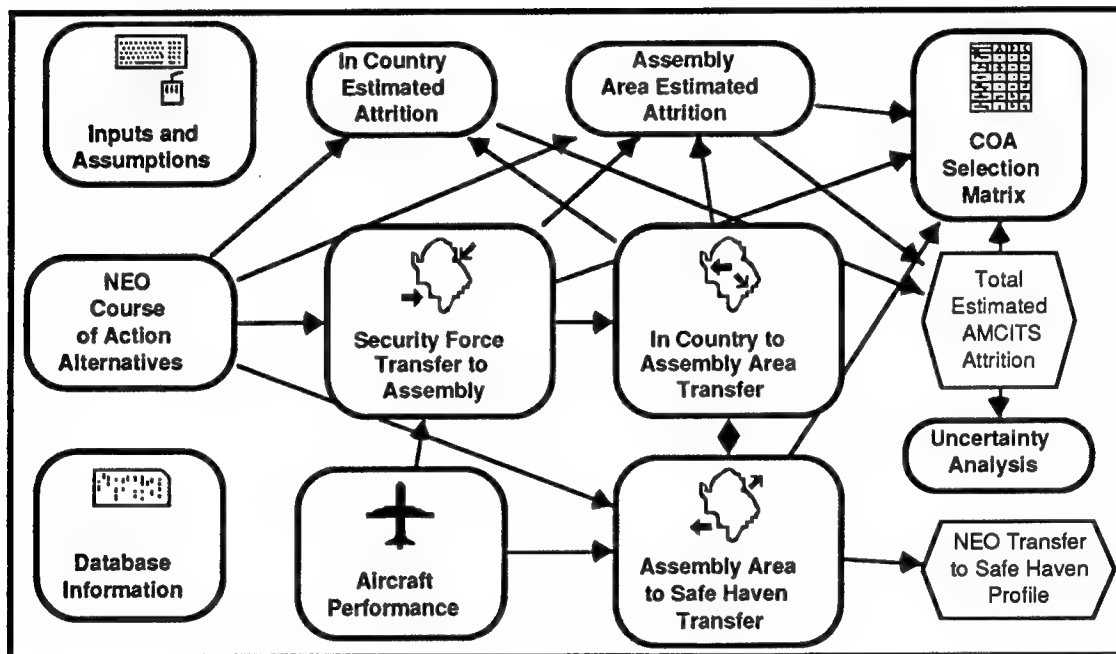 Inputs and
Assumptions
In Country
Estimated
Attrition
Assembly
Area Estimated
Attrition
COA
Selection
Matrix
NEO
Course
of Action
Alternatives
Security Force
Transfer to
Assembly
In Country to
Assembly Area
Transfer
Total
Estimated
AMCITS
Attrition
Uncertainty
Analysis
Database
Information
Aircraft
Performance
Assembly Area
to Safe Haven
Transfer
NEO Transfer
to Safe Haven
Profile